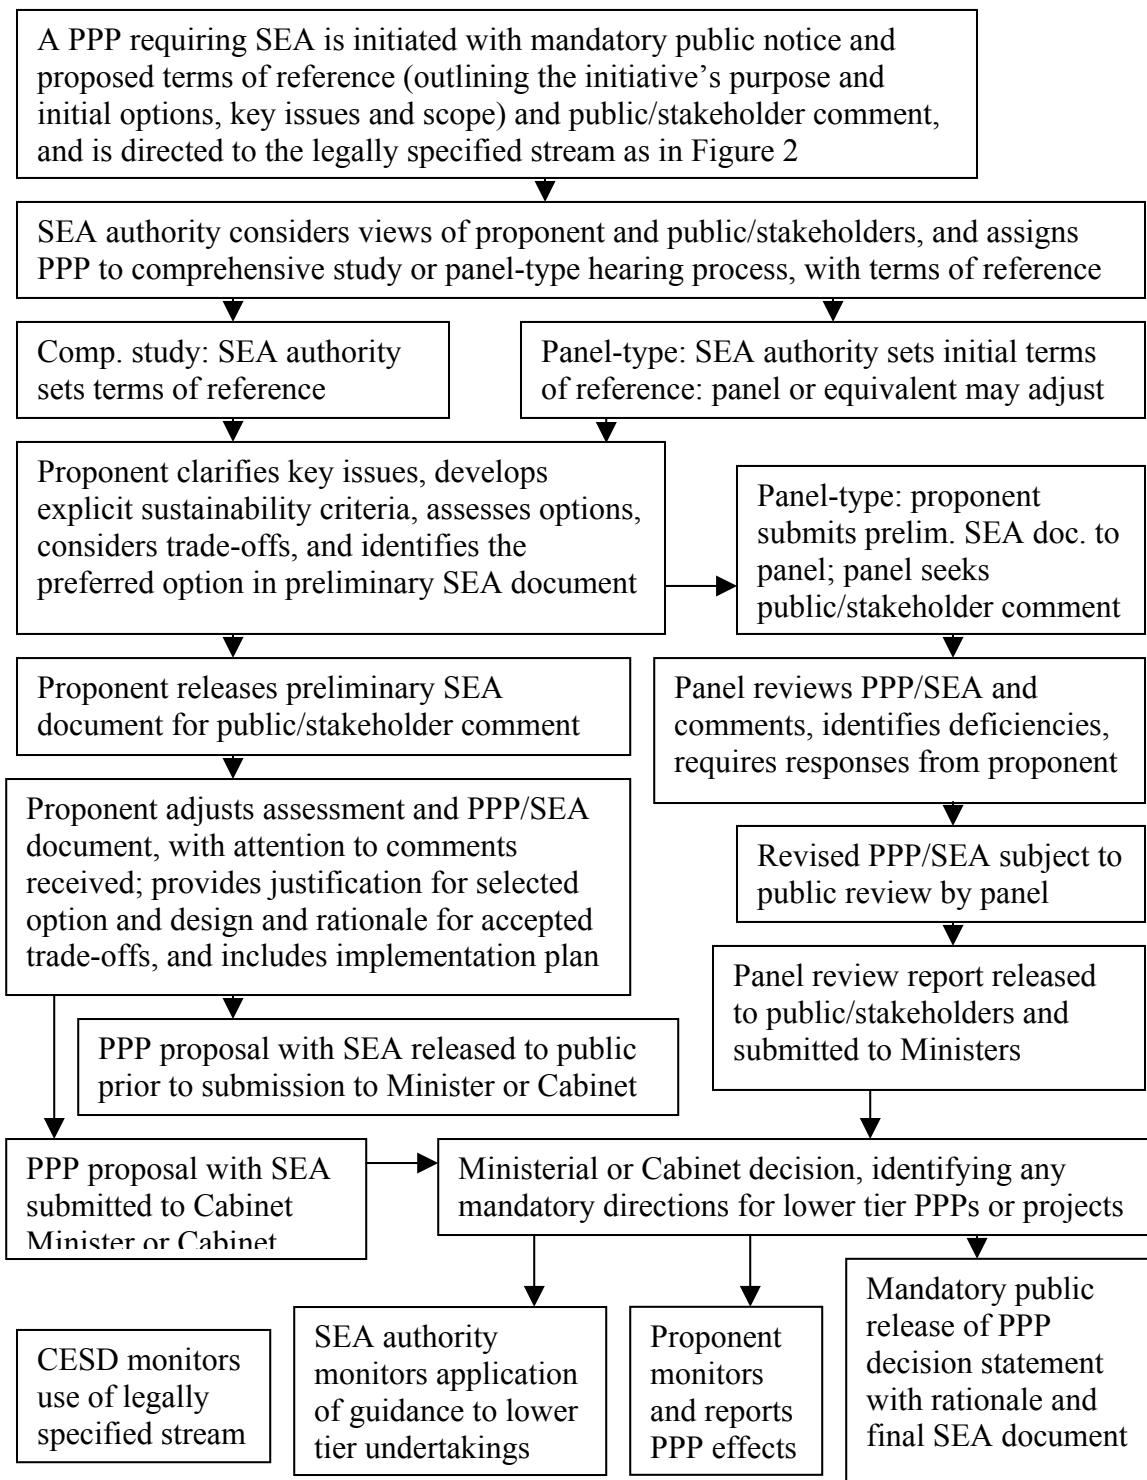 A PPP requiring SEA is initiated with mandatory public notice and
proposed terms of reference (outlining the initiative’s purpose and
initial options, key issues and scope) and public/stakeholder comment,
and is directed to the legally specified stream as in Figure 2
SEA authority considers views of proponent and public/stakeholders, and assigns
PPP to comprehensive study or panel-type hearing process, with terms of reference
Comp. study: SEA authority
sets terms of reference
Panel-type: SEA authority sets initial terms
of reference: panel or equivalent may adjust
Proponent clarifies key issues, develops
explicit sustainability criteria, assesses options,
considers trade-offs, and identifies the
preferred option in preliminary SEA document
Panel-type: proponent
submits prelim. SEA doc. to
panel; panel seeks
public/stakeholder comment
Proponent releases preliminary SEA
document for public/stakeholder comment
Panel reviews PPP/SEA and
comments, identifies deficiencies,
requires responses from proponent
Proponent adjusts assessment and PPP/SEA
document, with attention to comments
received; provides justification for selected
option and design and rationale for accepted
trade-offs, and includes implementation plan
Revised PPP/SEA subject to
public review by panel
Panel review report released
to public/stakeholders and
submitted to Ministers
PPP proposal with SEA released to public
prior to submission to Minister or Cabinet
PPP proposal with SEA
submitted to Cabinet
Minister or Cabinet
Ministerial or Cabinet decision, identifying any
mandatory directions for lower tier PPPs or projects
CESD monitors
use of legally
specified stream
SEA authority
monitors application
of guidance to lower
tier undertakings
Proponent
monitors
and reports
PPP effects
Mandatory public
release of PPP
decision statement
with rationale and
final SEA document